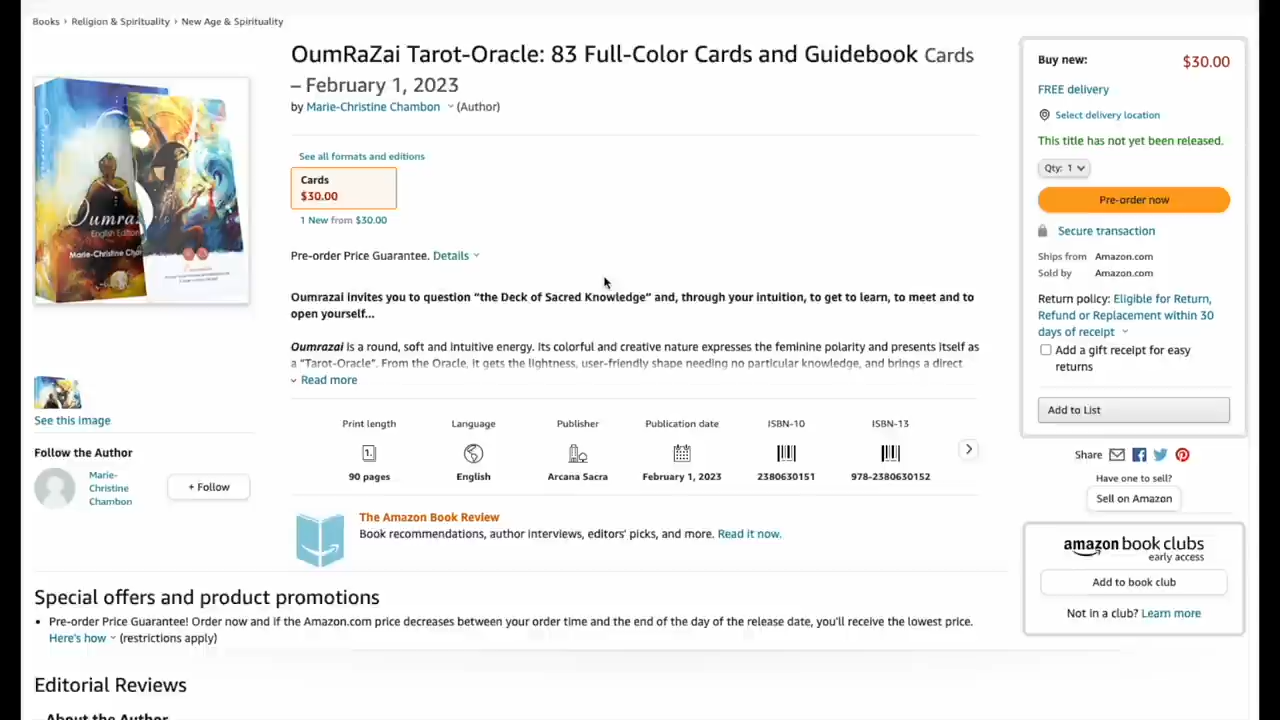 Books › Religion & Spirituality › New Age & Spirituality
OumRaZai Tarot-Oracle: 83 Full-Color Cards and Guidebook Cards
– February 1, 2023
by Marie-Christine Chambon (Author)
See all formats and editions
Cards
$30.00
1 New from $30.00
Pre-order Price Guarantee. Details
Oumrazai invites you to question “the Deck of Sacred Knowledge” and, through your intuition, to get to learn, to meet and to
open yourself...
Oumrazai is a round, soft and intuitive energy. Its colorful and creative nature expresses the feminine polarity and presents itself as
a “Tarot-Oracle”. From the Oracle, it gets the lightness, user-friendly shape needing no particular knowledge, and brings a direct
Read more
Oumra
English Edition
Marie-Christine
See this image
Follow the Author
Marie-
Christine
Chambon
+ Follow
Print length
90 pages
Language
English
Publisher
Arcana Sacra
Publication date
February 1, 2023
ISBN-10
2380630151
ISBN-13
978-2380630152
The Amazon Book Review
Book recommendations, author interviews, editors' picks, and more. Read it now.
Special offers and product promotions
• Pre-order Price Guarantee! Order now and if the Amazon.com price decreases between your order time and the end of the day of the release date, you'll receive the lowest price.
Here's how (restrictions apply)
Editorial Reviews
About the Author
Buy new: $30.00
FREE delivery
Select delivery location
This title has not yet been released.
Qty: 1
Pre-order now
Secure transaction
Ships from Amazon.com
Sold by Amazon.com
Return policy: Eligible for Return,
Refund or Replacement within 30
days of receipt
Add a gift receipt for easy
returns
Add to List
Share
Have one to sell?
Sell on Amazon
amazon book clubs
early access
Add to book club
Not in a club? Learn more